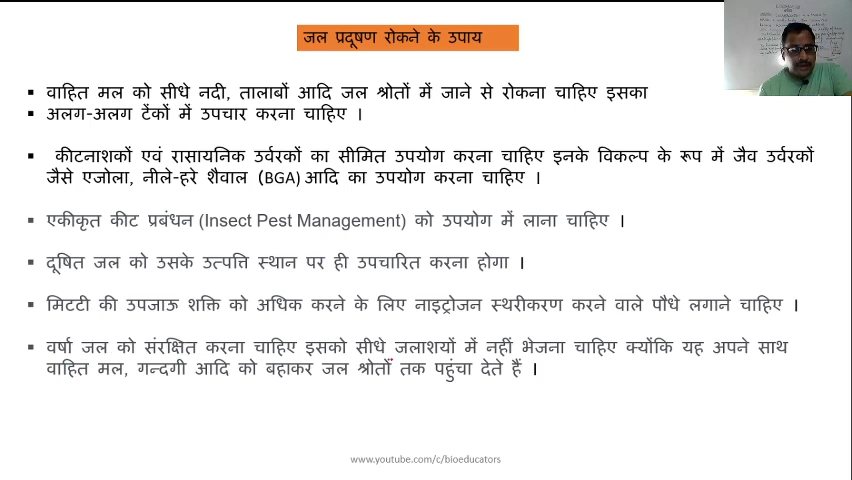 जल प्रदूषण रोकने के उपाय
▪ वाहित मल को सीधे नदी, तालाबों आदि जल श्रोतों में जाने से रोकना चाहिए इसका
▪ अलग-अलग टेंकों में उपचार करना चाहिए ।
▪ कीटनाशकों एवं रासायनिक उर्वरकों का सीमित उपयोग करना चाहिए इनके विकल्प के रूप में जैव उर्वरकों
जैसे एजोला, नीले-हरे शैवाल (BGA) आदि का उपयोग करना चाहिए ।
▪ एकीकृत कीट प्रबंधन (Insect Pest Management) को उपयोग में लाना चाहिए ।
▪ दूषित जल को उसके उत्पत्ति स्थान पर ही उपचारित करना होगा ।
▪ मिटटी की उपजाऊ शक्ति को अधिक करने के लिए नाइट्रोजन स्थरीकरण करने वाले पौधे लगाने चाहिए ।
▪ वर्षा जल को संरक्षित करना चाहिए इसको सीधे जलाशयों में नहीं भेजना चाहिए क्योंकि यह अपने साथ
वाहित मल, गन्दगी आदि को बहाकर जल श्रोतों तक पहुंचा देते हैं ।
www.youtube.com/c/bioeducators